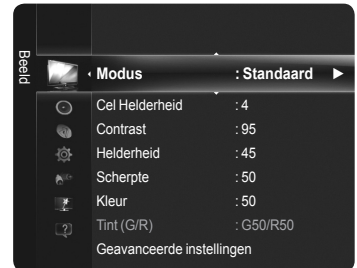 Beeld
Modus : Standaard
Cel Helderheid : 4
Contrast : 95
Helderheid : 45
Scherpte : 50
Kleur : 50
Tint (G/R) : G50/R50
Geavanceerde instellingen